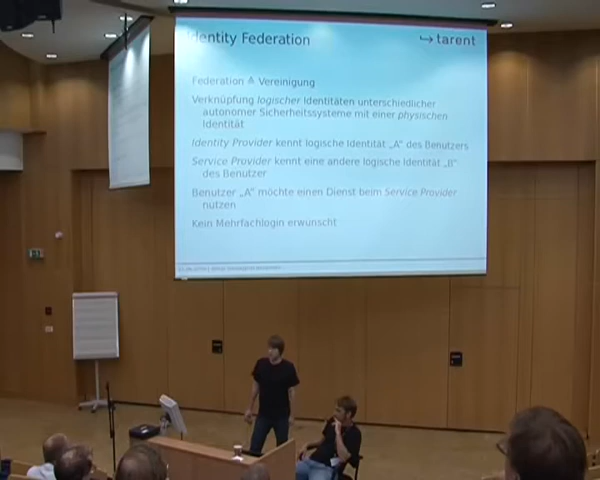 Identity Federation
tarent
Federation ≙ Vereinigung
Verknüpfung logischer Identitäten unterschiedlicher
autonomer Sicherheitssysteme mit einer physischen
Identität
Identity Provider kennt logische Identität „A" des Benutzers
Service Provider kennt eine andere logische Identität „B"
des Benutzer
Benutzer „A" möchte einen Dienst beim Service Provider
nutzen
Kein Mehrfachlogin erwünscht